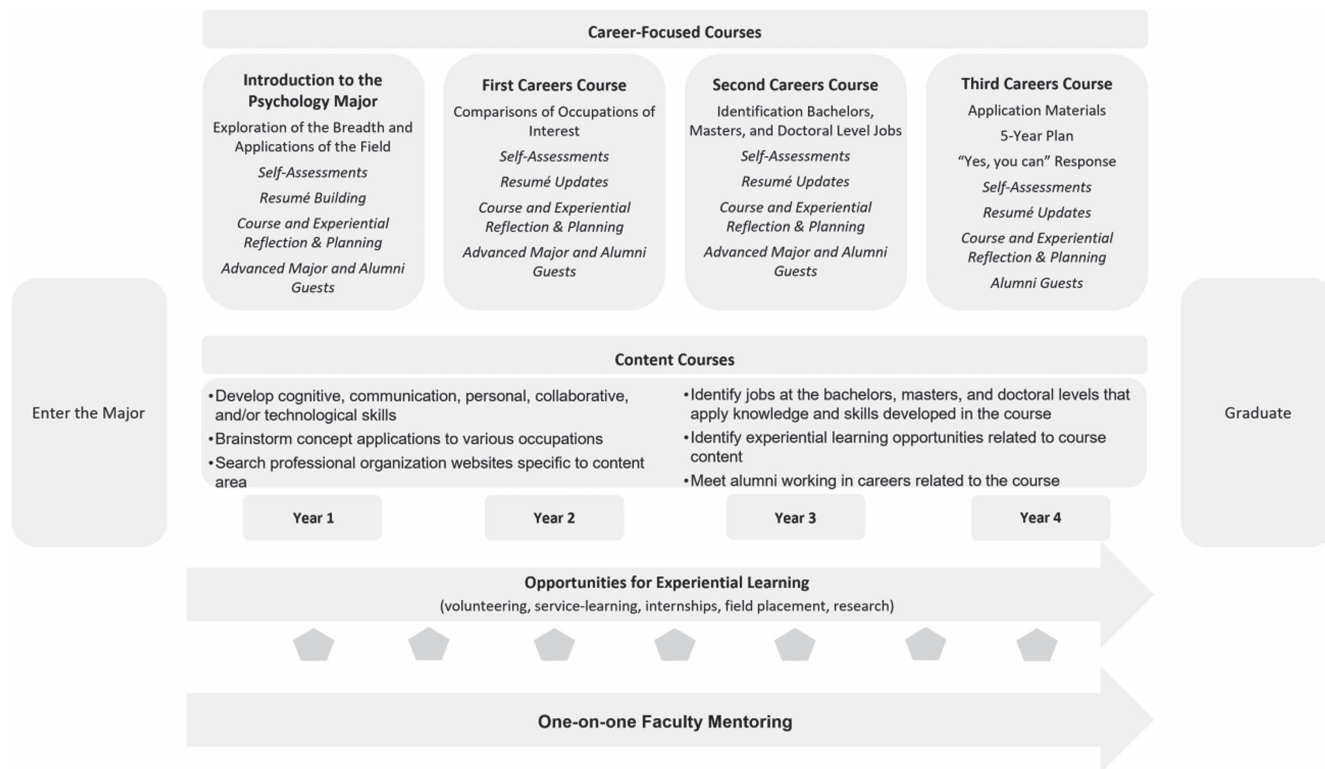 Career-Focused Courses
Introduction to the
Psychology Major
Exploration of the Breadth and
Applications of the Field
Self-Assessments
Resumé Building
Course and Experiential
Reflection & Planning
Advanced Major and Alumni
Guests
First Careers Course
Comparisons of Occupations of
Interest
Self-Assessments
Resumé Updates
Course and Experiential
Reflection & Planning
Advanced Major and Alumni
Guests
Second Careers Course
Identification Bachelors,
Masters, and Doctoral Level Jobs
Self-Assessments
Resumé Updates
Course and Experiential
Reflection & Planning
Advanced Major and Alumni
Guests
Third Careers Course
Application Materials
5-Year Plan
“Yes, you can” Response
Self-Assessments
Resumé Updates
Course and Experiential
Reflection & Planning
Alumni Guests
Enter the Major
Content Courses
•Develop cognitive, communication, personal, collaborative,
and/or technological skills
•Brainstorm concept applications to various occupations
•Search professional organization websites specific to content
area
•Identify jobs at the bachelors, masters, and doctoral levels that
apply knowledge and skills developed in the course
•Identify experiential learning opportunities related to course
content
•Meet alumni working in careers related to the course
Graduate
Year 1
Year 2
Year 3
Year 4
Opportunities for Experiential Learning
(volunteering, service-learning, internships, field placement, research)
One-on-one Faculty Mentoring